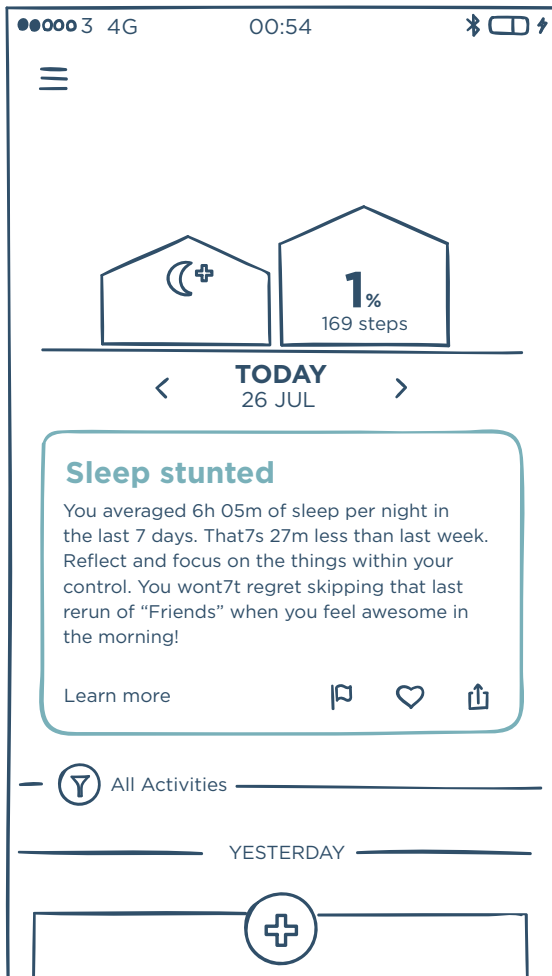 3 4G 00:54
1%
169 steps
TODAY
26 JUL
Sleep stunted
You averaged 6h 05m of sleep per night in
the last 7 days. That7s 27m less than last week.
Reflect and focus on the things within your
control. You wont7t regret skipping that last
rerun of “Friends” when you feel awesome in
the morning!
Learn more
All Activities
YESTERDAY